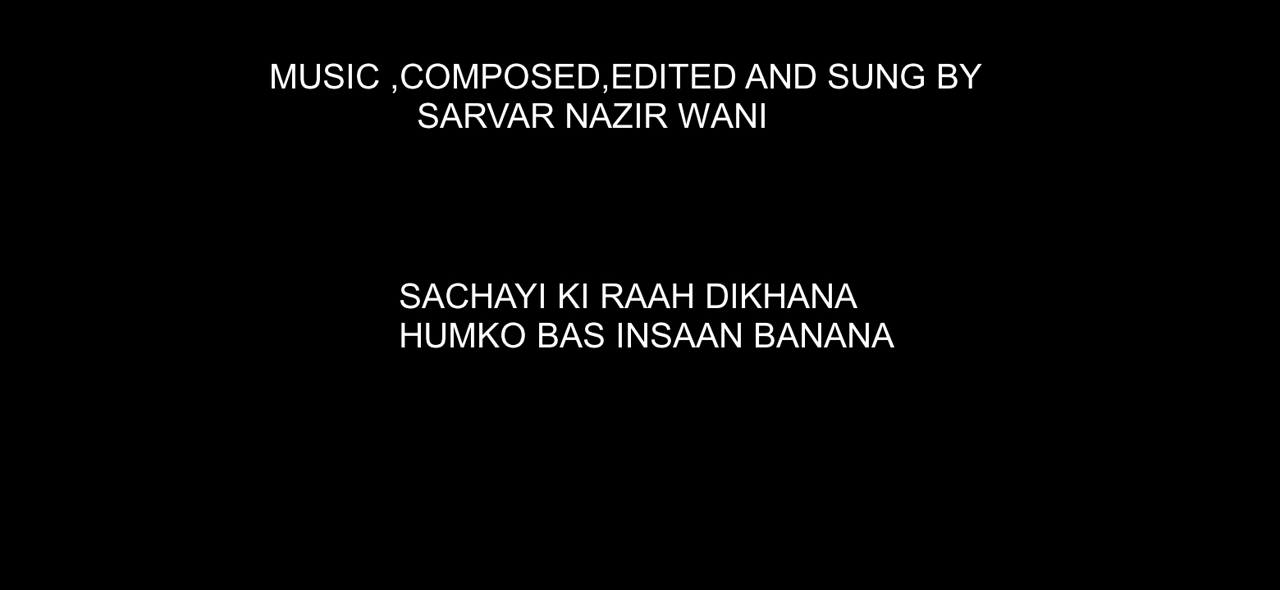 MUSIC ,COMPOSED,EDITED AND SUNG BY
SARVAR NAZIR WANI
SACHAYI KI RAAH DIKHANA
HUMKO BAS INSAAN BANANA